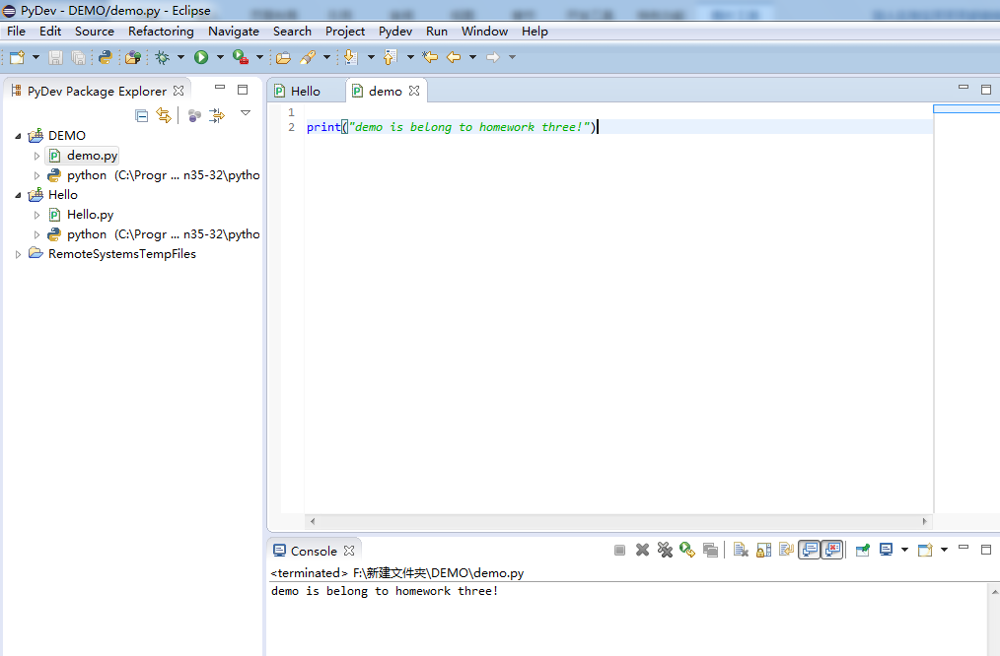 PyDev - DEMO/demo.py - Eclipse
File Edit Source Refactoring Navigate Search Project Pydev Run Window Help
PyDev Package Explorer
DEMO
demo.py
python (C:\Progr ... n35-32\pytho
Hello
Hello.py
python (C:\Progr ... n35-32\pytho
RemoteSystemsTempFiles
Hello demo
1
2 print("demo is belong to homework three!")
Console
<terminated> F:\新建文件夹\DEMO\demo.py
demo is belong to homework three!